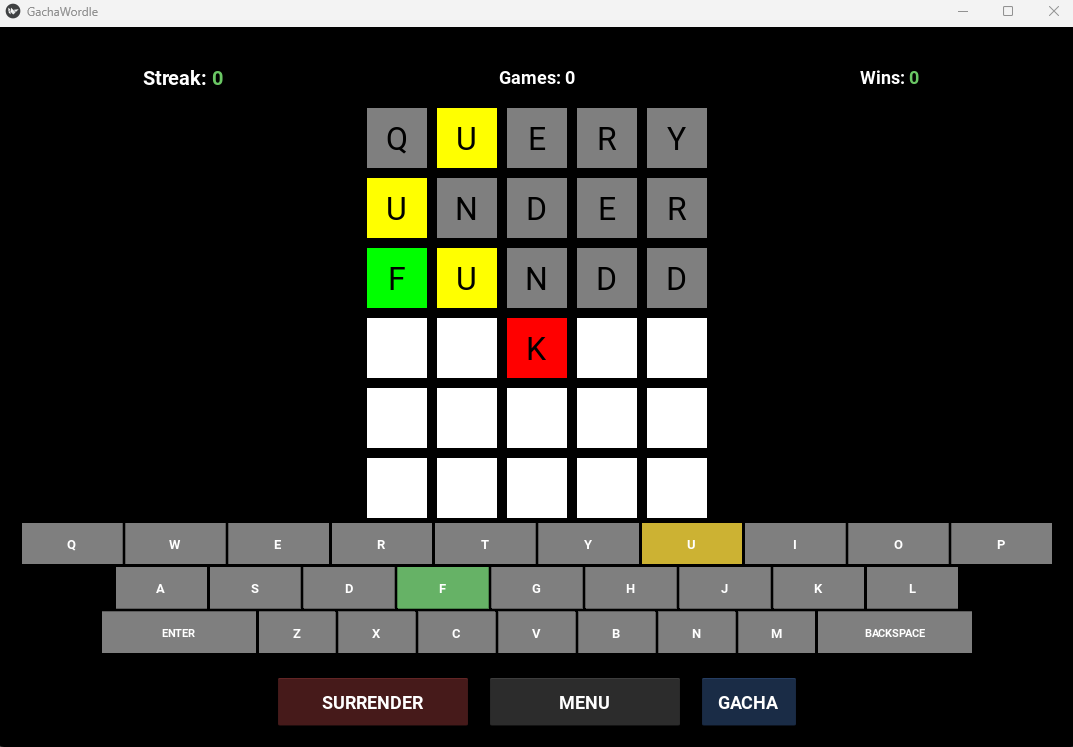 GachaWordle
Streak: 0 Games: 0 Wins: 0
Q U E R Y
U N D E R
F U N D D
K
Q W E R T Y U I O P
A S D F G H J K L
ENTER Z X C V B N M BACKSPACE
SURRENDER MENU GACHA